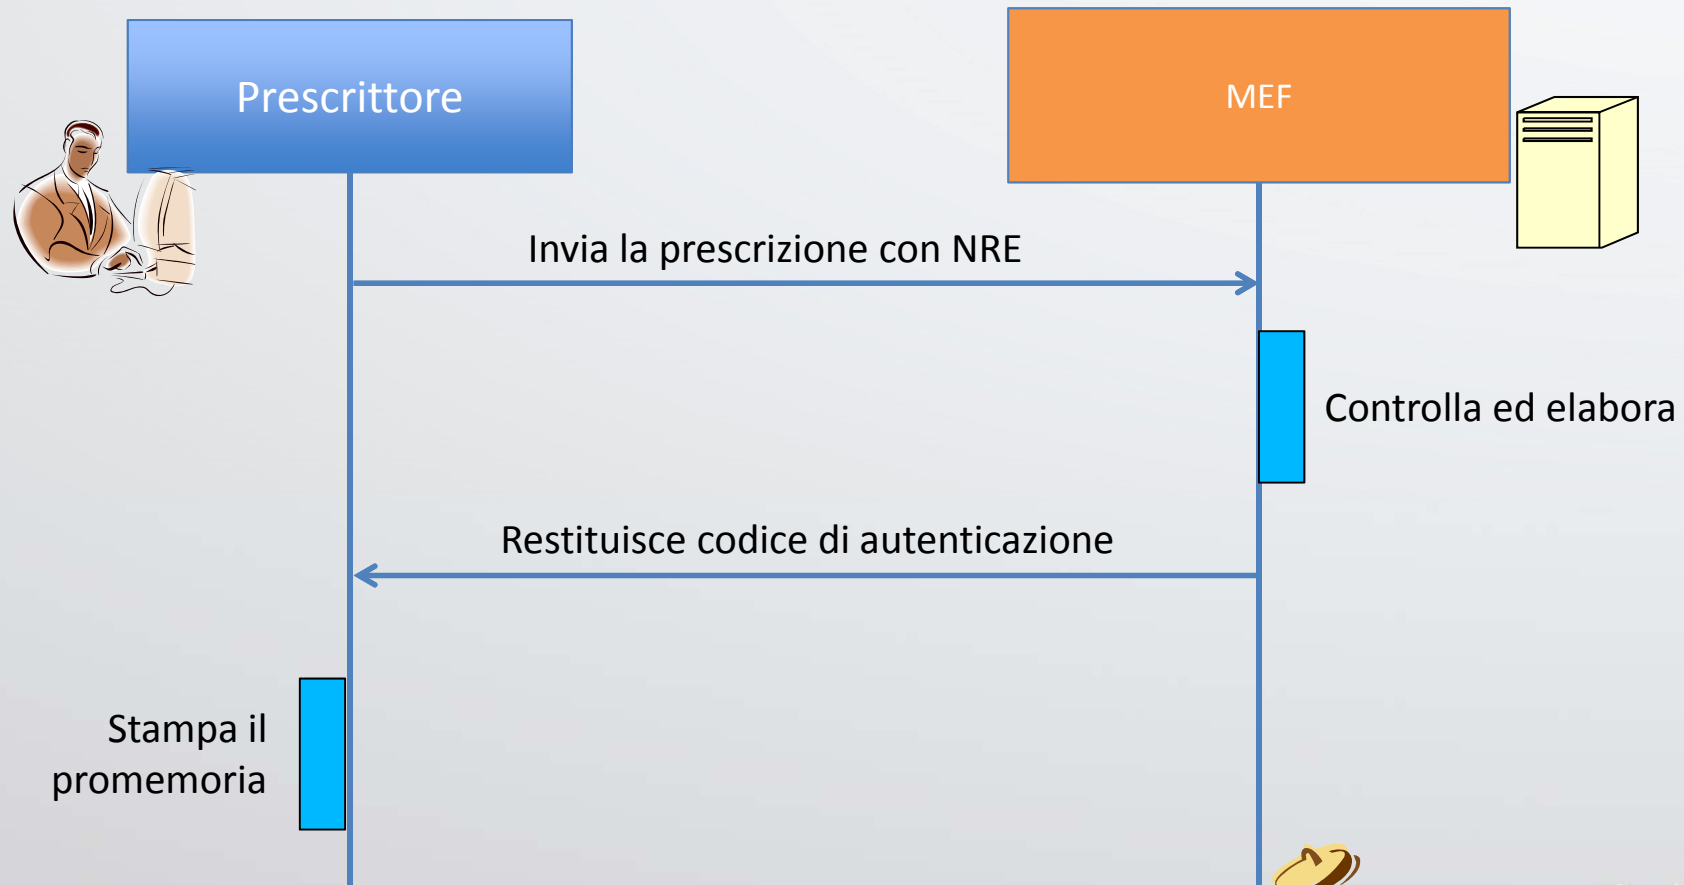 Prescrittore
MEF
Invia la prescrizione con NRE
Controlla ed elabora
Restituisce codice di autenticazione
Stampa il
promemoria